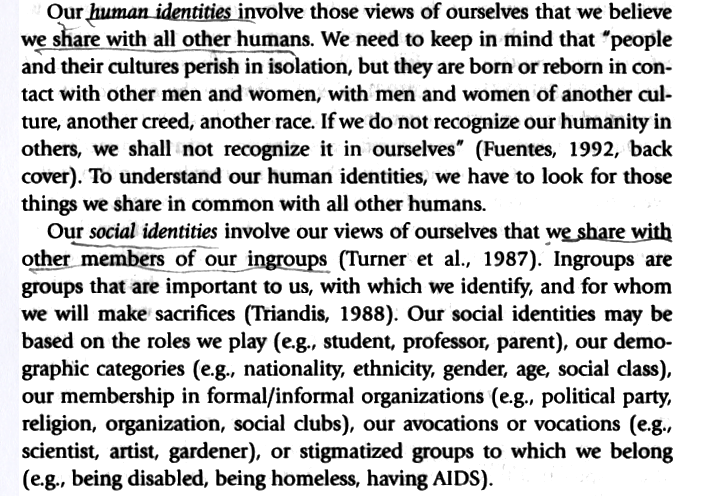 Our human identities involve those views of ourselves that we believe
we share with all other humans. We need to keep in mind that "people
and their cultures perish in isolation, but they are born or reborn in con-
tact with other men and women, with men and women of another cul-
ture, another creed, another race. If we do not recognize our humanity in
others, we shall not recognize it in ourselves" (Fuentes, 1992, back
cover). To understand our human identities, we have to look for those
things we share in common with all other humans.
Our social identities involve our views of ourselves that we share with
other members of our ingroups (Turner et al., 1987). Ingroups are
groups that are important to us, with which we identify, and for whom
we will make sacrifices (Triandis, 1988). Our social identities may be
based on the roles we play (e.g., student, professor, parent), our demo-
graphic categories (e.g., nationality, ethnicity, gender, age, social class),
our membership in formal/informal organizations (e.g., political party,
religion, organization, social clubs), our avocations or vocations (e.g.,
scientist, artist, gardener), or stigmatized groups to which we belong
(e.g., being disabled, being homeless, having AIDS).